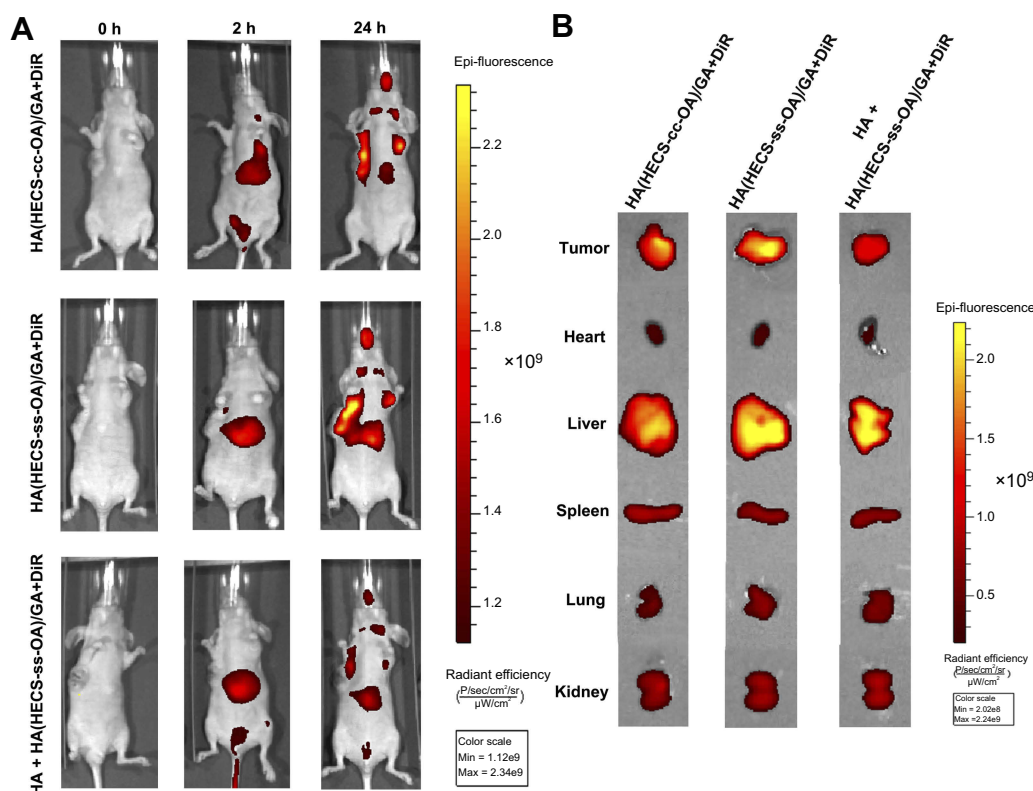 A
0 h
2 h
24 h
HA(HECS-cc-OA)/GA+DiR
HA(HECS-ss-OA)/GA+DiR
HA + HA(HECS-ss-OA)/GA+DiR
Epi-fluorescence
2.2
2.0
1.8
×10⁹
1.6
1.4
1.2
Radiant efficiency
(P/sec/cm²/sr
µW/cm²)
Color scale
Min = 1.12e9
Max = 2.34e9
B
HA(HECS-cc-OA)/GA+DiR
HA(HECS-ss-OA)/GA+DiR
HA +
HA(HECS-ss-OA)/GA+DiR
Tumor
Heart
Liver
Spleen
Lung
Kidney
Epi-fluorescence
2.0
1.5
×10⁹
1.0
0.5
Radiant efficiency
(P/sec/cm²/sr
µW/cm²)
Color scale
Min = 2.02e8
Max =2.24e9